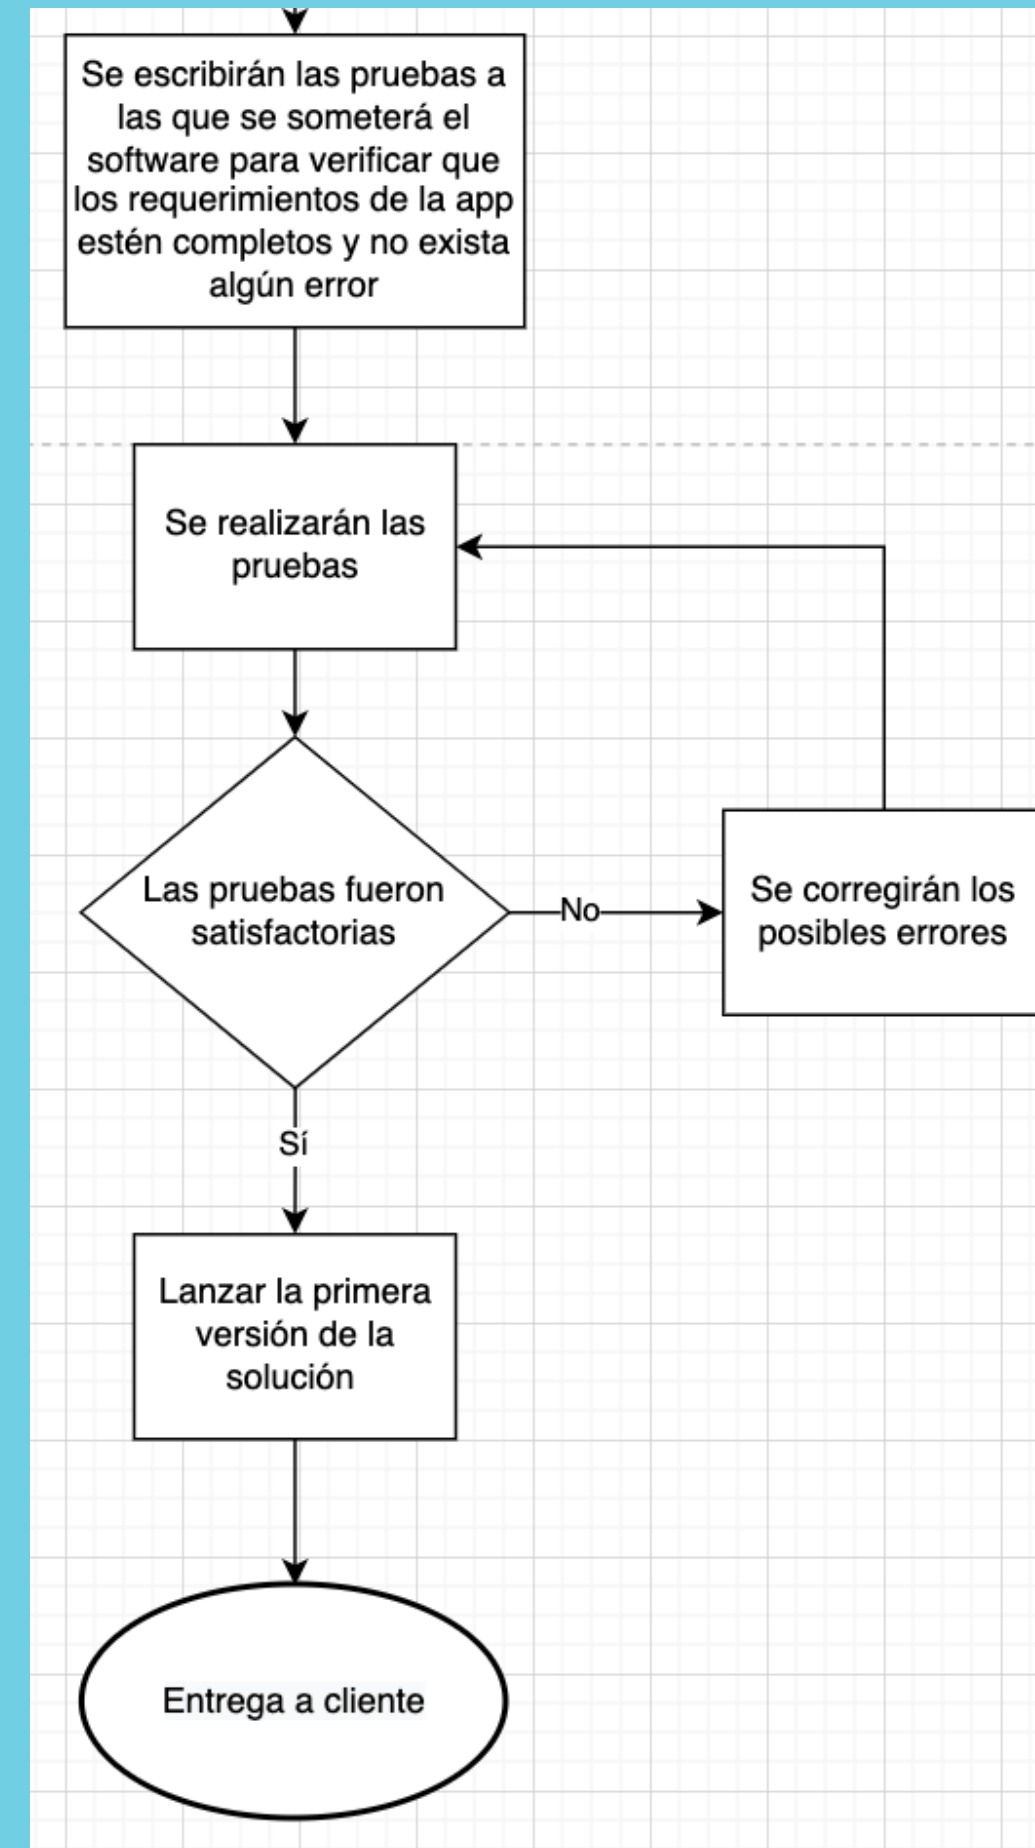 Se escribirán las pruebas a
las que se someterá el
software para verificar que
los requerimientos de la app
estén completos y no exista
algún error
Se realizarán las
pruebas
Las pruebas fueron
satisfactorias
No
Se corregirán los
posibles errores
Sí
Lanzar la primera
versión de la
solución
Entrega a cliente